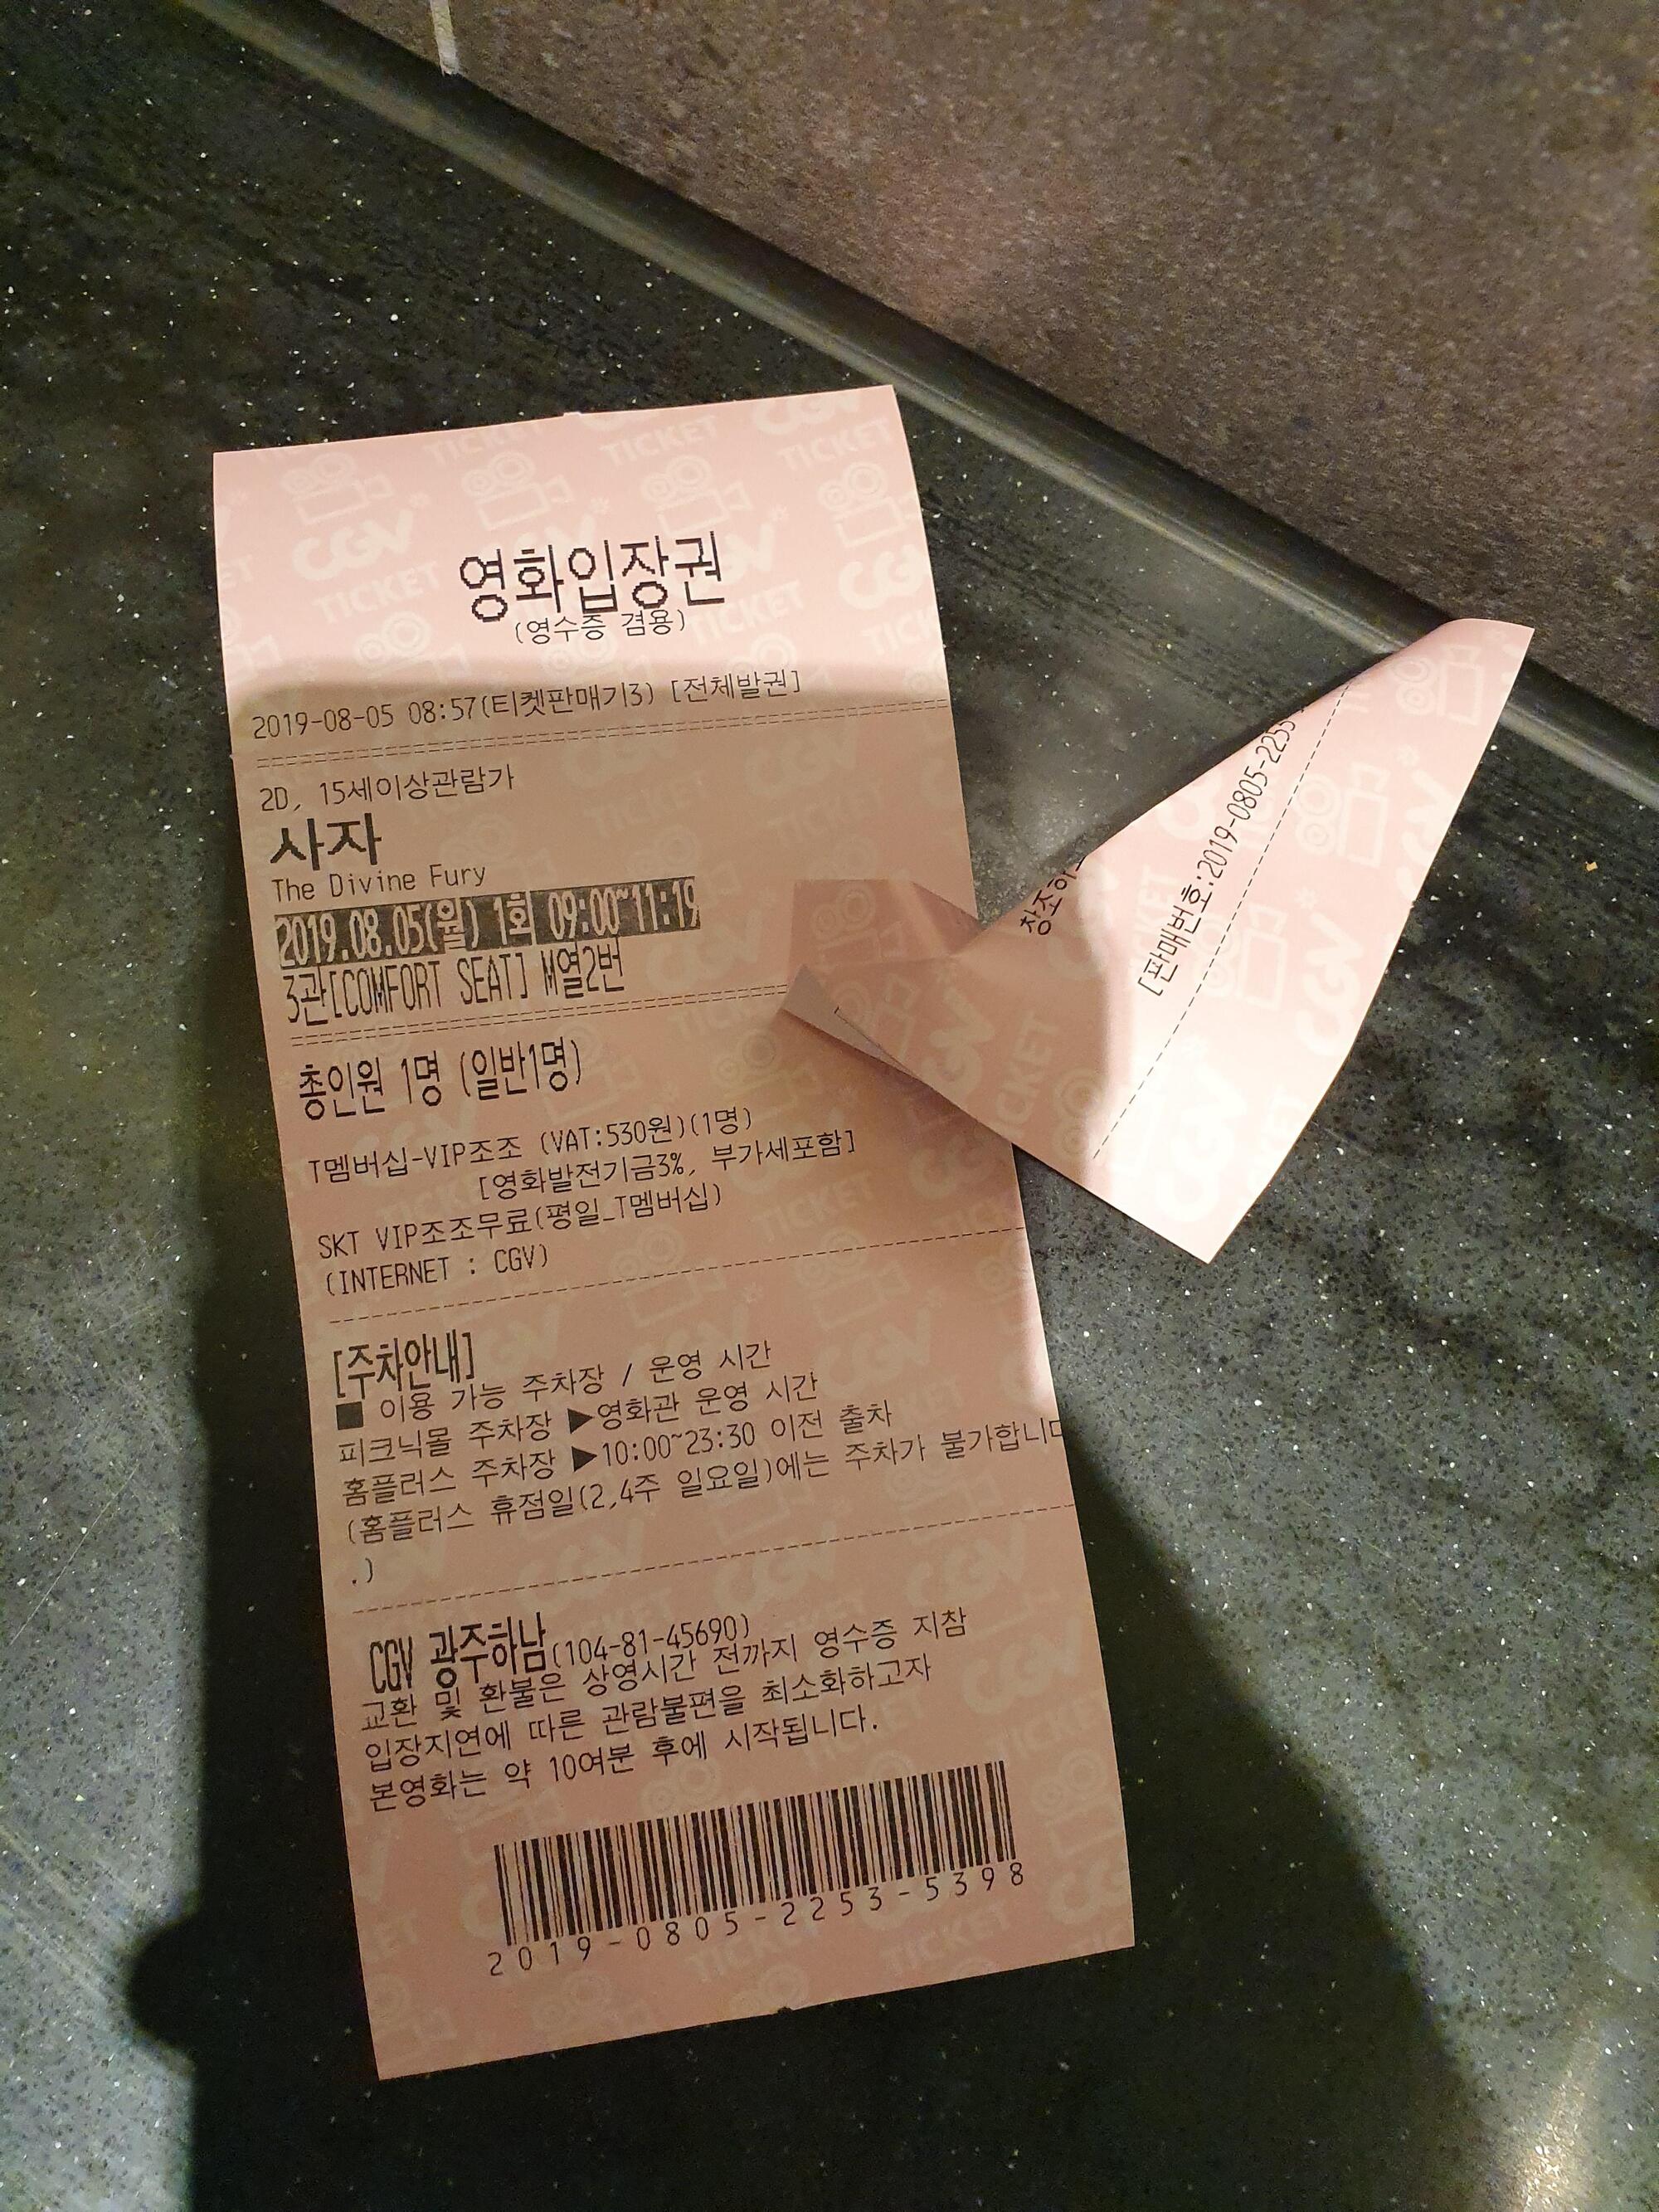 영화입장권
(영수증 겸용)
2019-08-05 08:57(티켓판매기3) [전체발권]
2D, 15세이상관람가
사자
The Divine Fury
2019.08.05(월) 1회 09:00~11:19
3관[COMFORT SEAT] M열2번
총인원 1명 (일반1명)
T멤버십-VIP조조 (VAT:530원)(1명)
[영화발전기금3%, 부가세포함]
SKT VIP조조무료(평일_T멤버십)
(INTERNET : CGV)
[주차안내]
■ 이용 가능 주차장 / 운영 시간
피크닉몰 주차장 ▶영화관 운영 시간
홈플러스 주차장 ▶10:00~23:30 이전 출차
(홈플러스 휴점일(2,4주 일요일)에는 주차가 불가합니다
.)
CGV 광주하남(104-81-45690)
교환 및 환불은 상영시간 전까지 영수증 지참
입장지연에 따른 관람불편을 최소화하고자
본영화는 약 10여분 후에 시작됩니다.
2019-0805-2253-5398
창조하
[판매번호:2019-0805-2253-